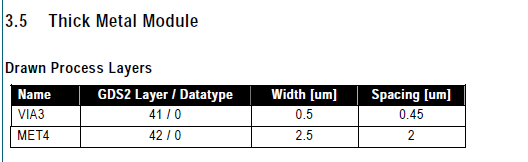 3.5 Thick Metal Module
Drawn Process Layers
Name GDS2 Layer / Datatype Width [um] Spacing [um]
VIA3 41 / 0 0.5 0.45
MET4 42 / 0 2.5 2